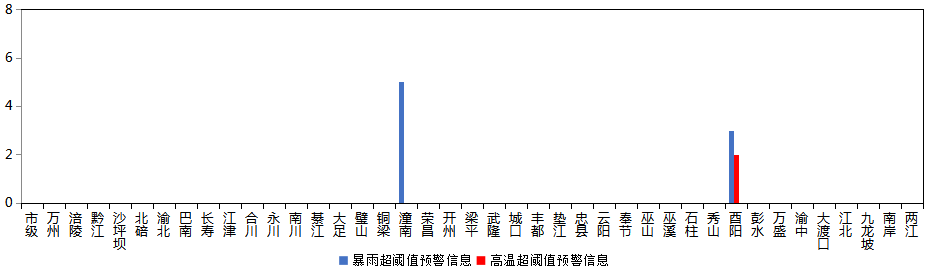 8
6
4
2
0
市级 万州 涪陵 黔江 沙坪坝 北碚 渝北 巴南 长寿 江津 合川 永川 南川 綦江 大足 璧山 铜梁 潼南 荣昌 开州 梁平 武隆 城口 丰都 垫江 忠县 云阳 奉节 巫山 巫溪 石柱 秀山 酉阳 彭水 万盛 渝中 大渡口 江北 九龙坡 南岸 两江
暴雨超阈值预警信息 高温超阈值预警信息